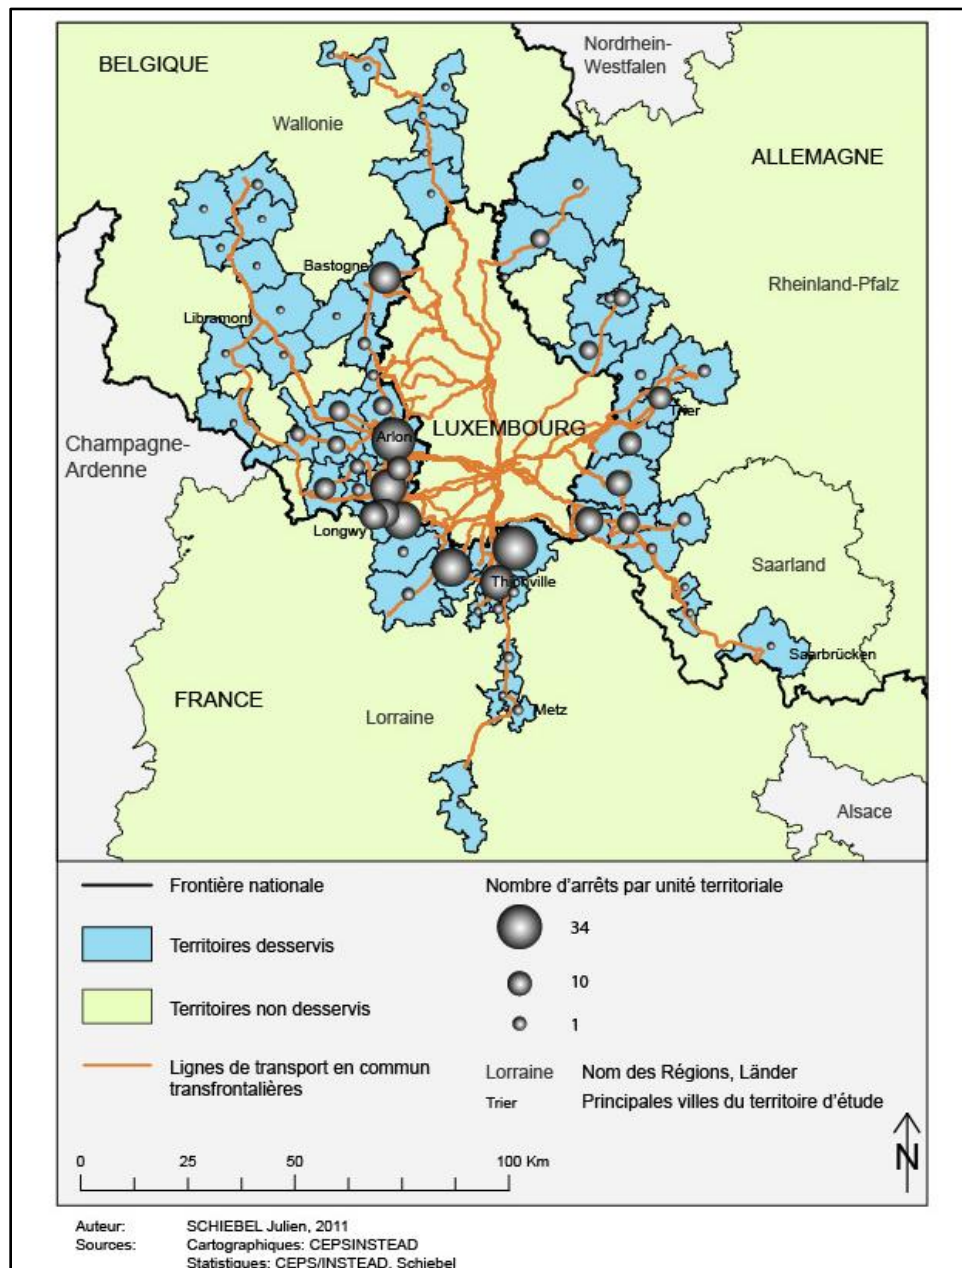 Nordrhein-
Westfalen
BELGIQUE
Wallonie
ALLEMAGNE
Bastogne
Rheinland-Pfalz
Libramont
Trier
Arlon
LUXEMBOURG
Champagne-
Ardenne
Longwy
Thionville
Saarland
Saarbrücken
FRANCE
Lorraine
Metz
Alsace
Frontière nationale
Territoires desservis
Territoires non desservis
Lignes de transport en commun
transfrontalières
Nombre d'arrêts par unité territoriale
34
10
1
Lorraine Nom des Régions, Länder
Trier Principales villes du territoire d'étude
0 25 50 100 Km
N
Auteur: SCHIEBEL Julien, 2011
Sources: Cartographiques: CEPSINSTEAD
Statistiques: CEPS/INSTEAD, Schiebel